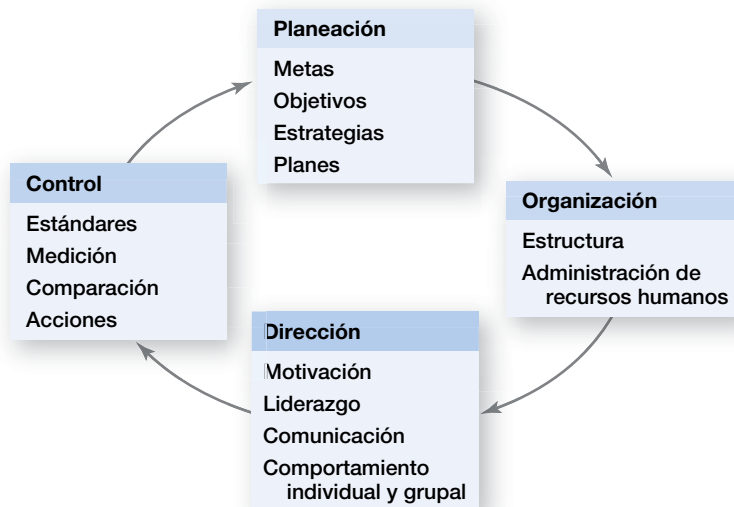 Planeación
Metas
Objetivos
Estrategias
Planes
Control
Estándares
Medición
Comparación
Acciones
Organización
Estructura
Administración de
recursos humanos
Dirección
Motivación
Liderazgo
Comunicación
Comportamiento
individual y grupal